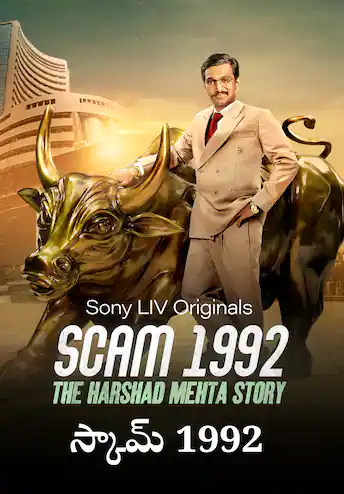 Sony LIV Originals
SCAM 1992
THE HARSHAD MEHTA STORY
స్కామ్ 1992